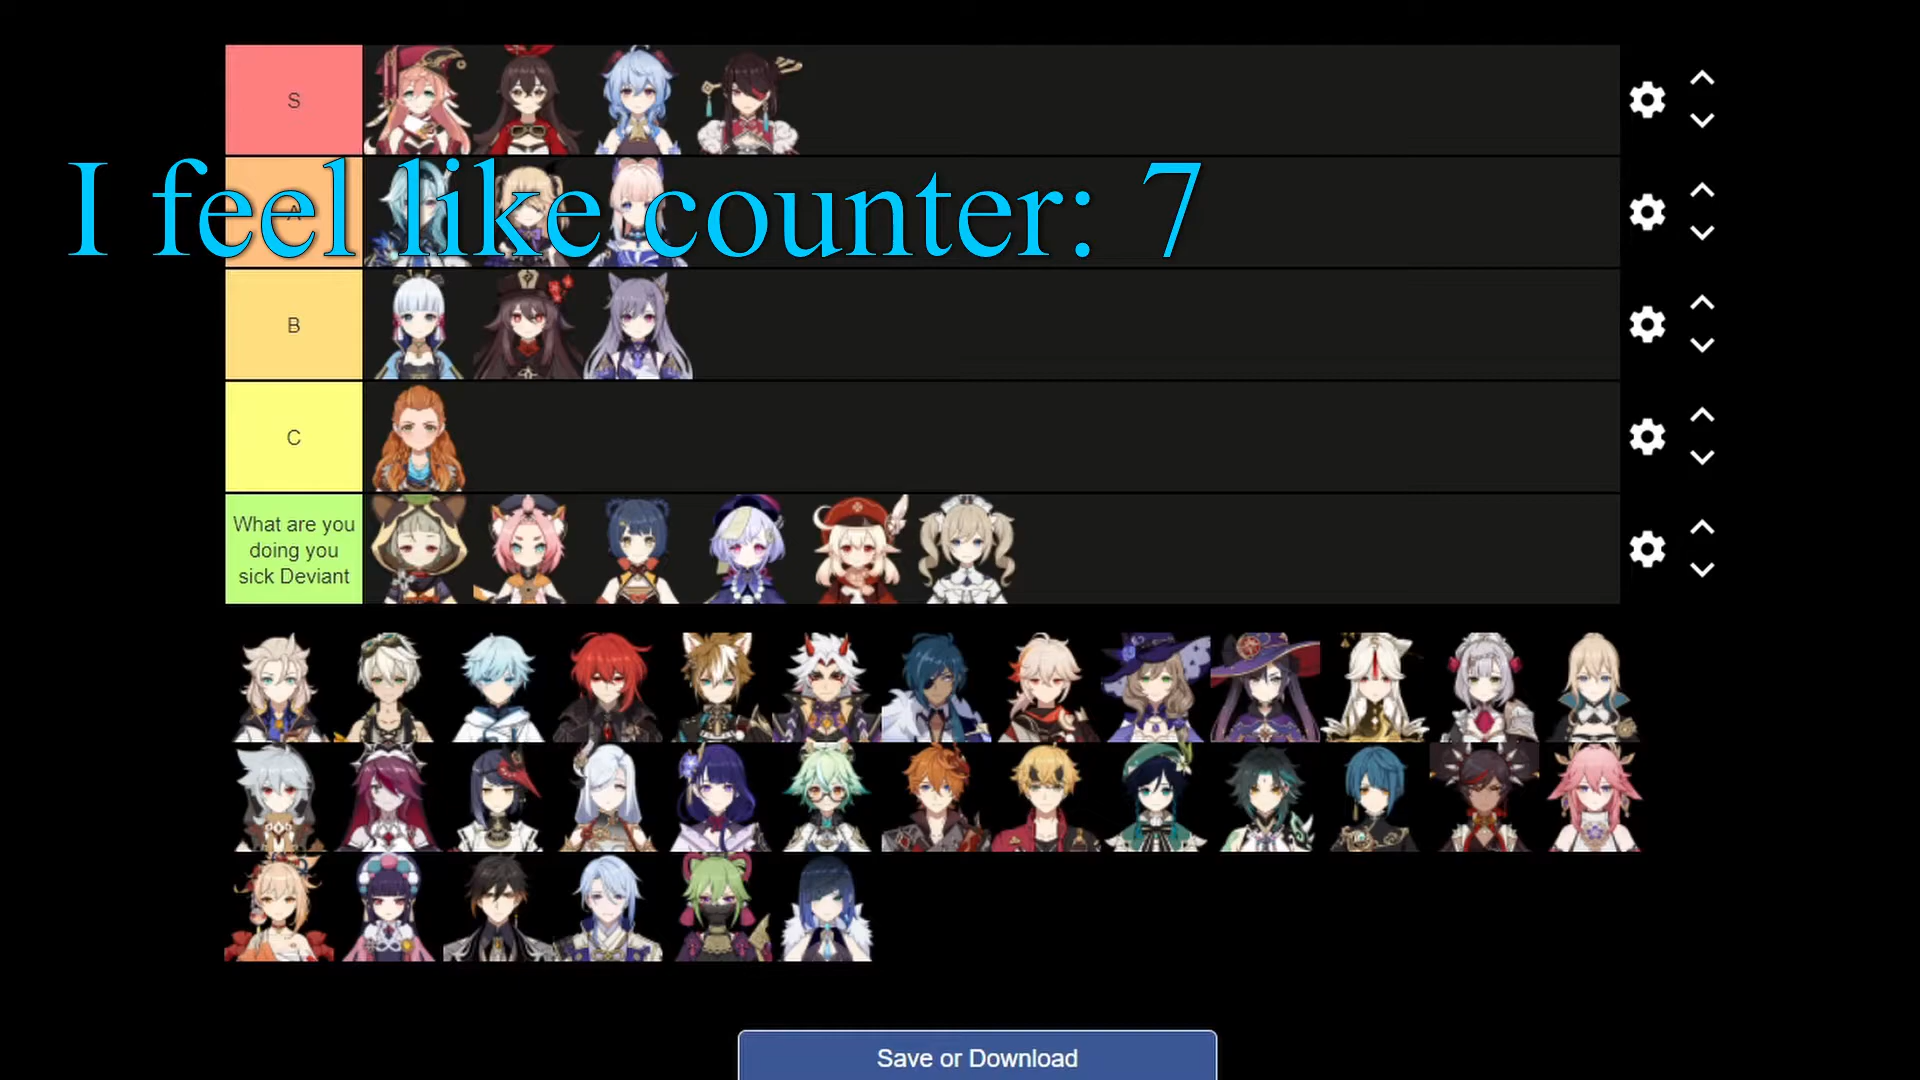 S
A
I feel like counter: 7
B
C
What are you
doing you
sick Deviant
Save or Download